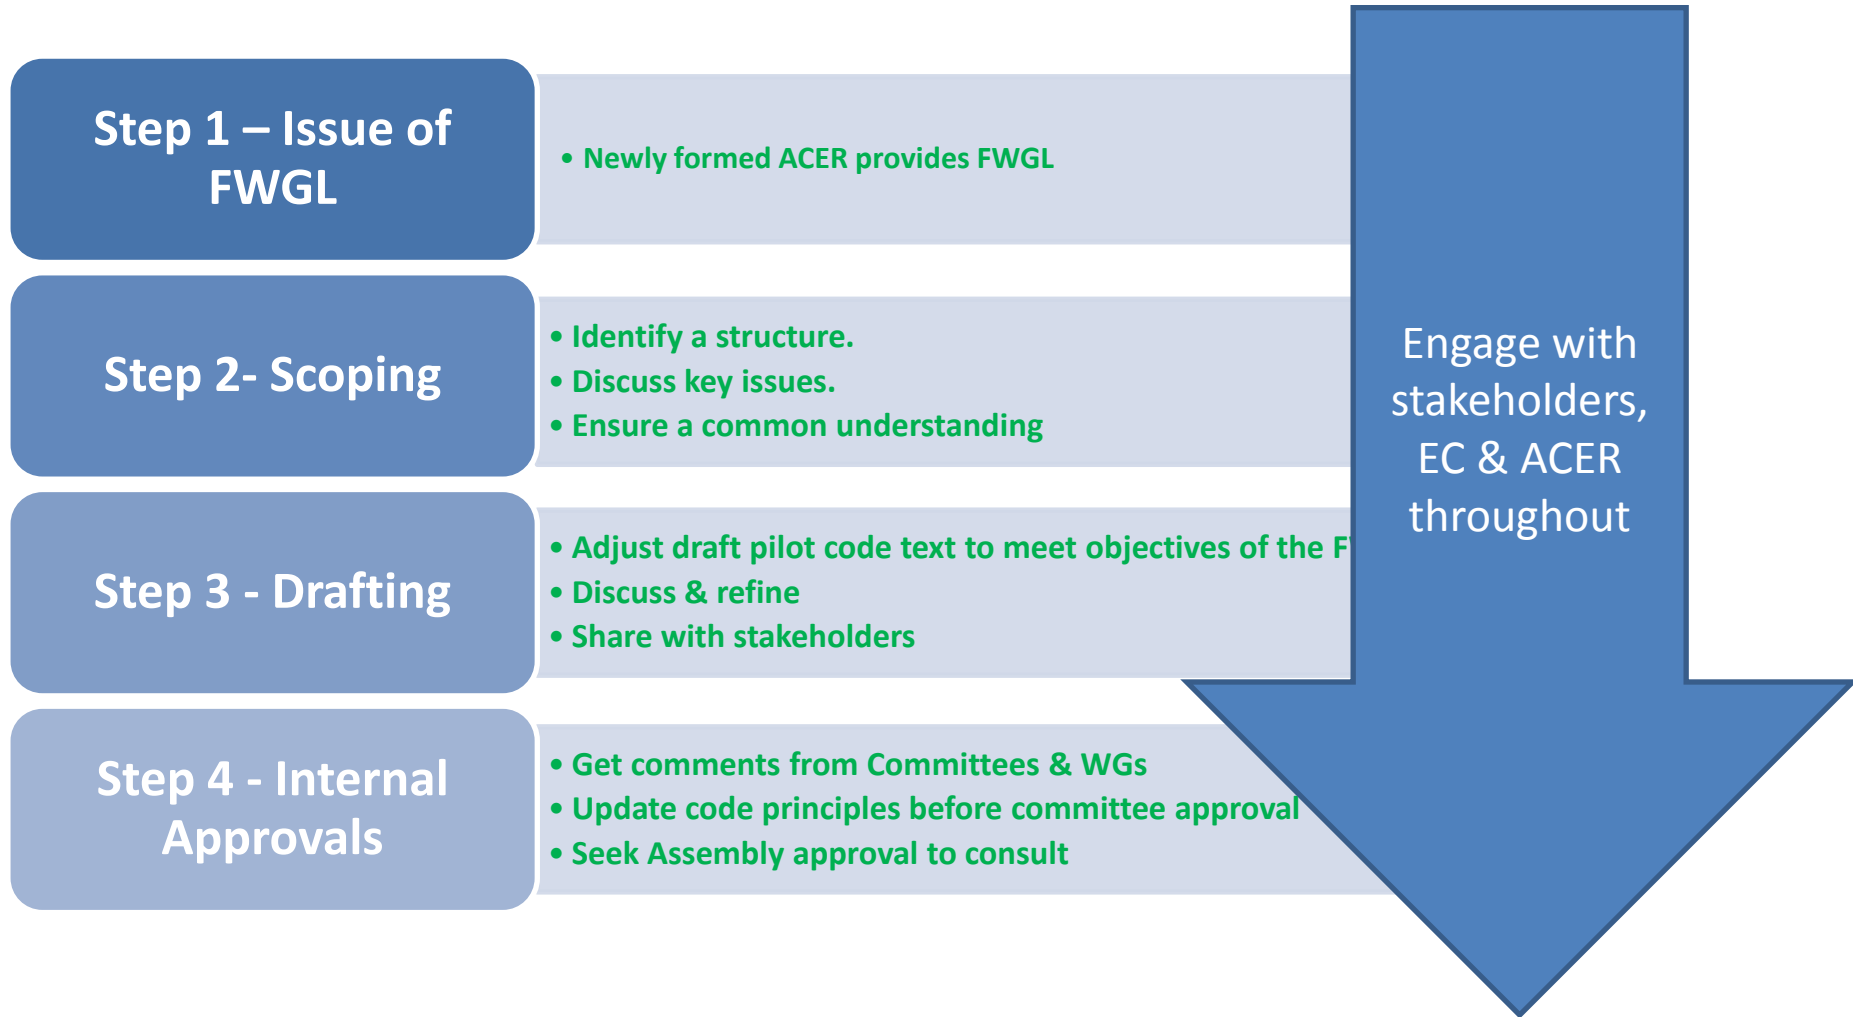 Step 1 – Issue of
FWGL
• Newly formed ACER provides FWGL
Step 2- Scoping
• Identify a structure.
• Discuss key issues.
• Ensure a common understanding
Step 3 - Drafting
• Adjust draft pilot code text to meet objectives of the
• Discuss & refine
• Share with stakeholders
Step 4 - Internal
Approvals
• Get comments from Committees & WGs
• Update code principles before committee approval
• Seek Assembly approval to consult
Engage with
stakeholders,
EC & ACER
throughout